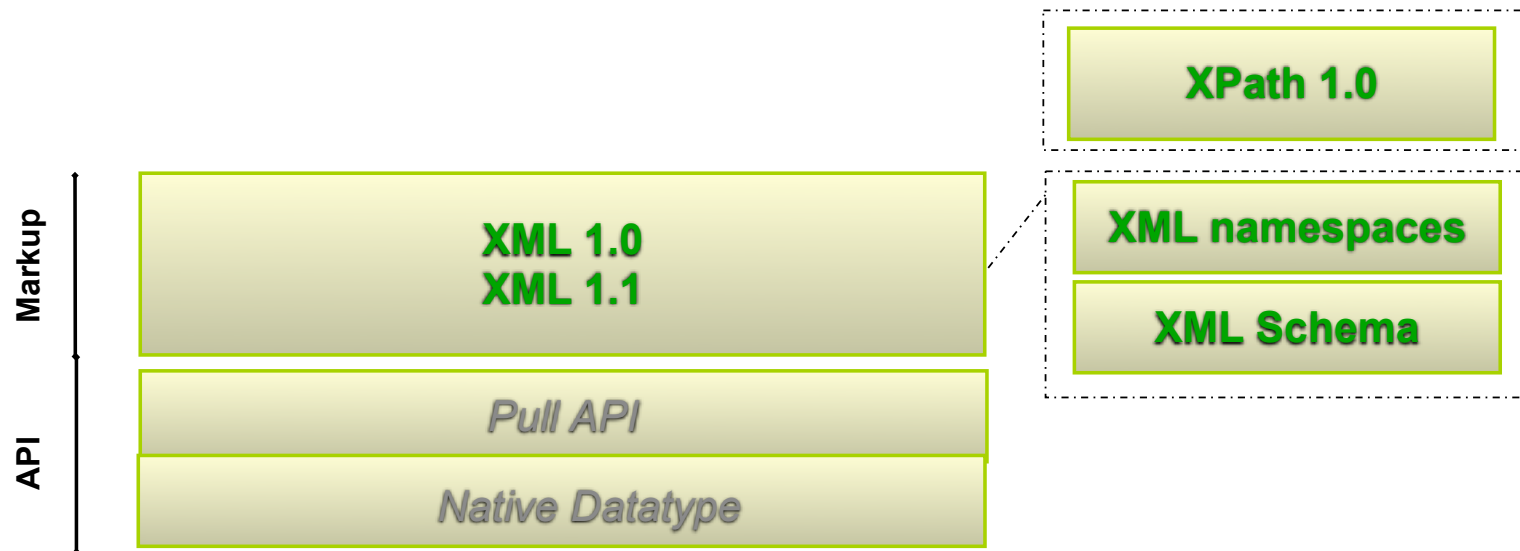 XPath 1.0
Markup
XML 1.0
XML 1.1
XML namespaces
XML Schema
API
Pull API
Native Datatype